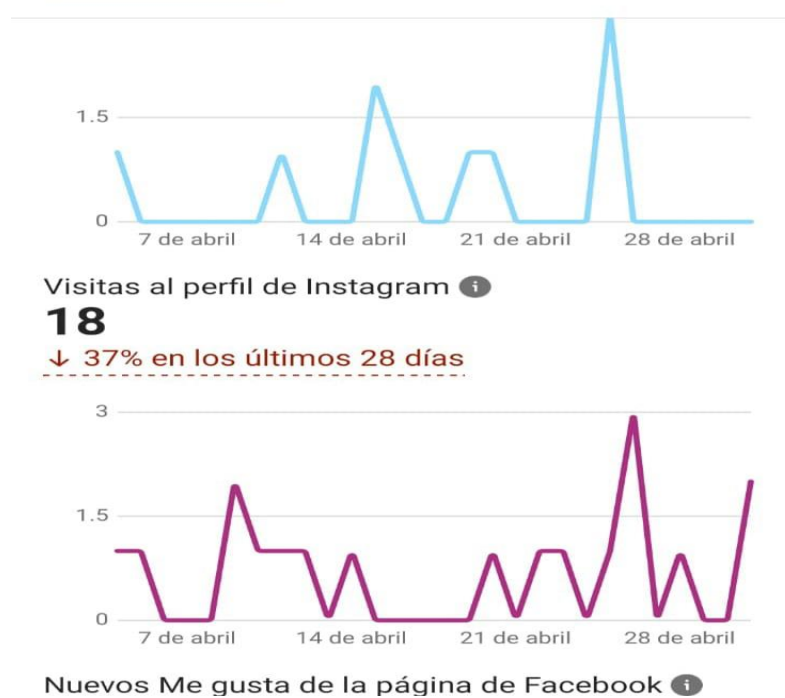 1.5
0
7 de abril 14 de abril 21 de abril 28 de abril
Visitas al perfil de Instagram
18
↓ 37% en los últimos 28 días
3
1.5
0
7 de abril 14 de abril 21 de abril 28 de abril
Nuevos Me gusta de la página de Facebook